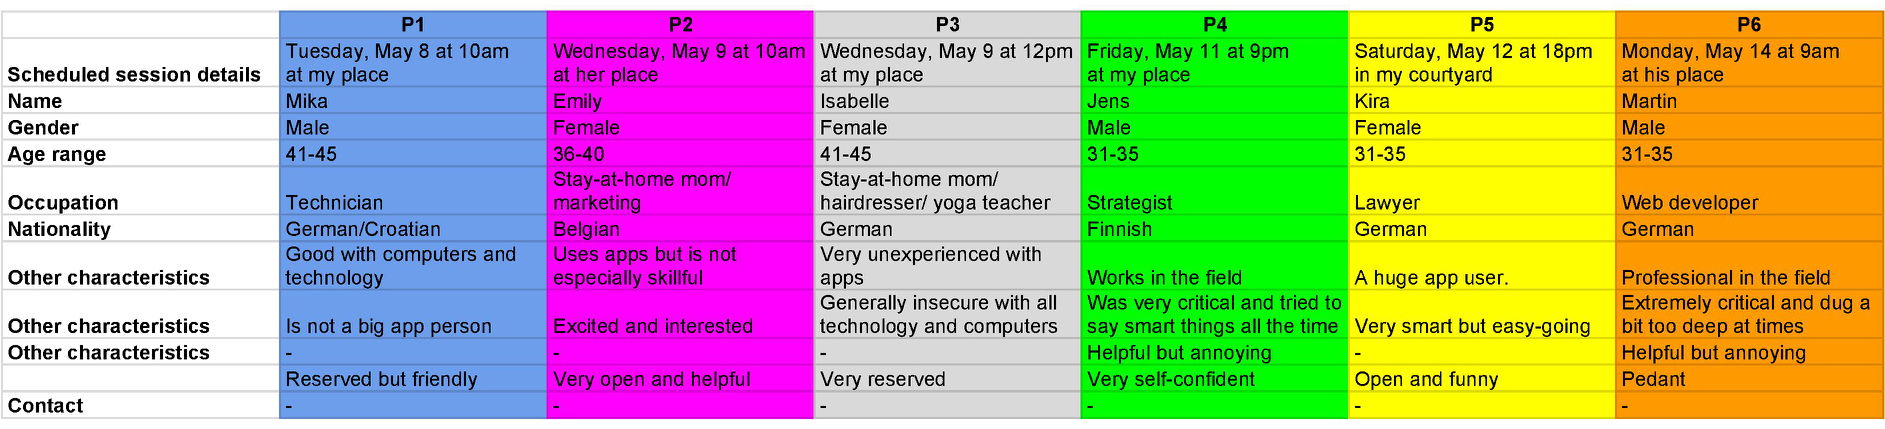 P1 P2 P3 P4 P5 P6
Tuesday, May 8 at 10am Wednesday, May 9 at 10am Wednesday, May 9 at 12pm Friday, May 11 at 9pm Saturday, May 12 at 18pm Monday, May 14 at 9am
Scheduled session details at my place at her place at my place at my place in my courtyard at his place
Name Mika Emily Isabelle Jens Kira Martin
Gender Male Female Female Male Female Male
Age range 41-45 36-40 41-45 31-35 31-35 31-35
Stay-at-home mom/ Stay-at-home mom/
Occupation Technician marketing hairdresser/ yoga teacher Strategist Lawyer Web developer
Nationality German/Croatian Belgian German Finnish German German
Good with computers and Uses apps but is not Very unexperienced with
Other characteristics technology especially skillful apps Works in the field A huge app user. Professional in the field
Generally insecure with all Was very critical and tried to Extremely critical and dug a
Other characteristics Is not a big app person Excited and interested technology and computers say smart things all the time Very smart but easy-going bit too deep at times
Other characteristics - - - Helpful but annoying - Helpful but annoying
Reserved but friendly Very open and helpful Very reserved Very self-confident Open and funny Pedant
Contact - - - - - -